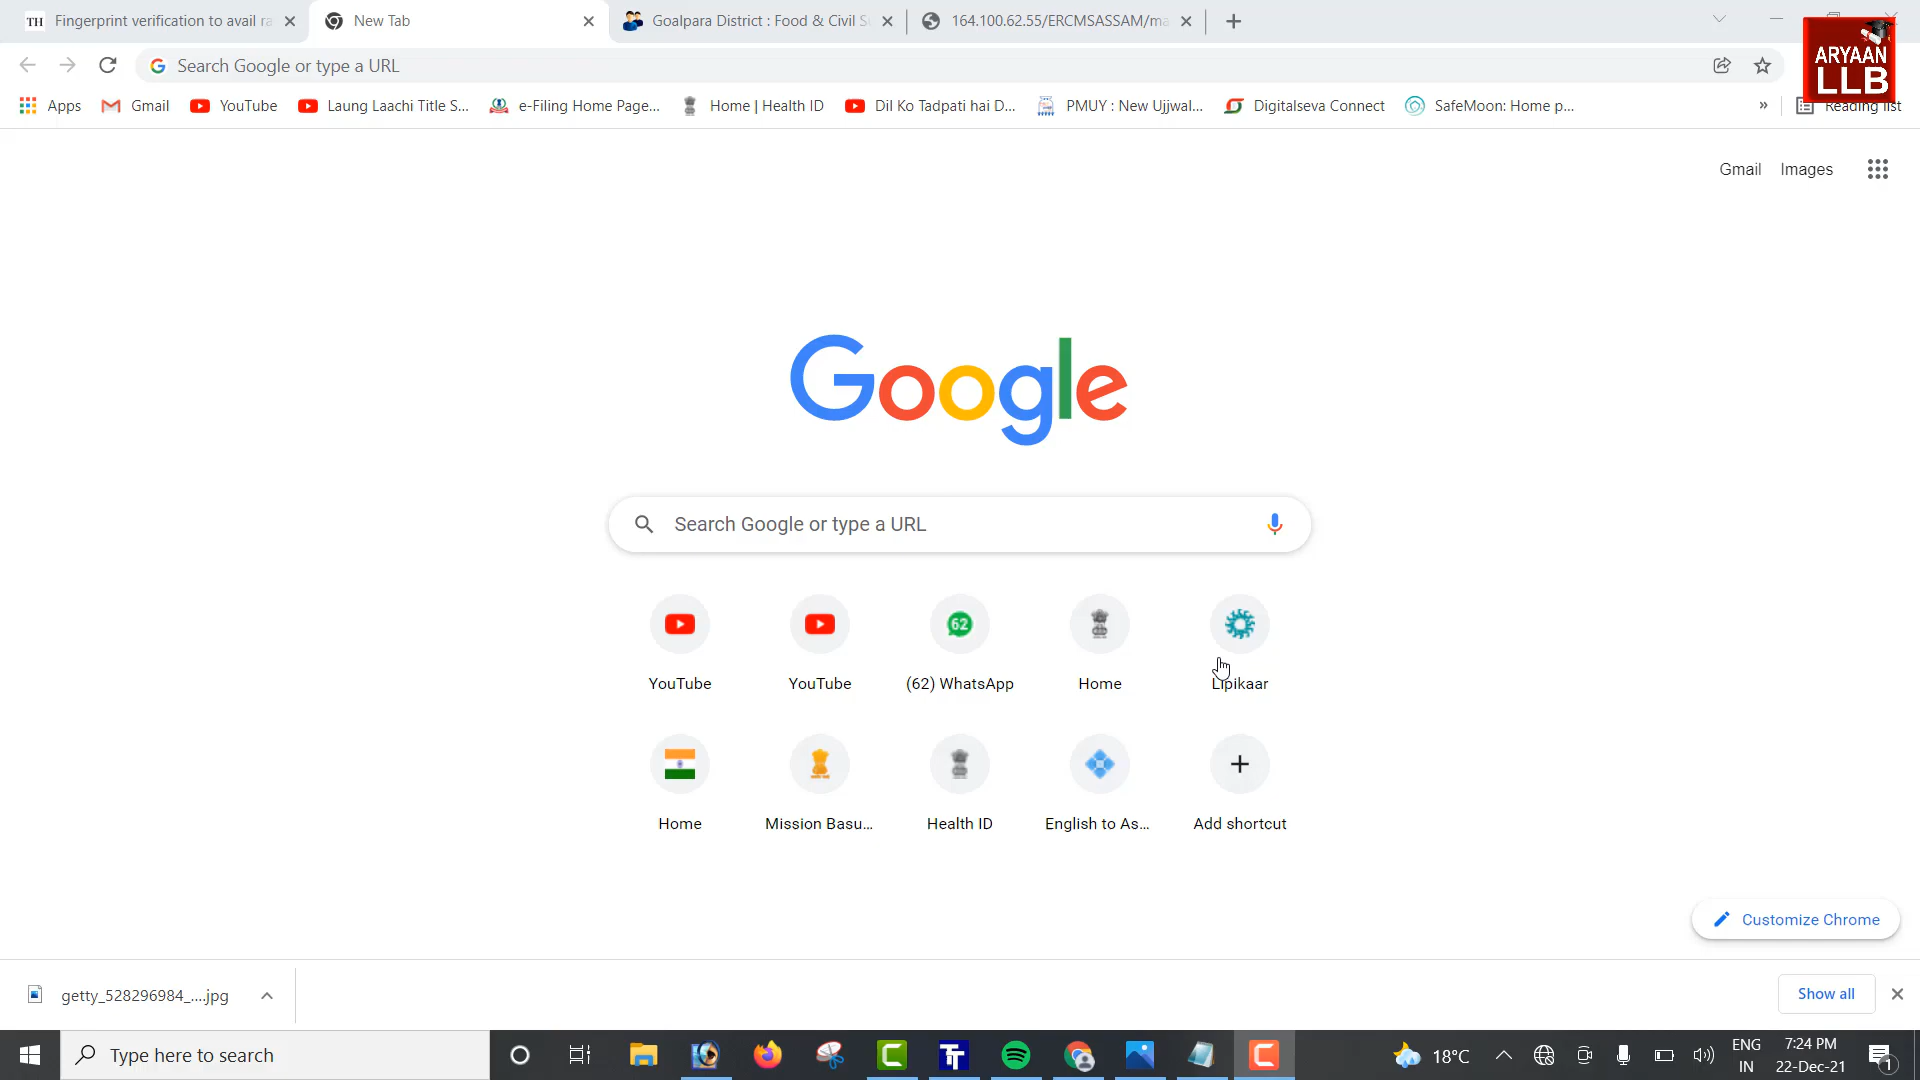 TH Fingerprint verification to avail ra
New Tab
Goalpara District : Food & Civil S
164.100.62.55/ERCMSASSAM/ma
ARYAAN
LLB
Search Google or type a URL
Apps
Gmail
YouTube
Laung Laachi Title S...
e-Filing Home Page...
Home | Health ID
Dil Ko Tadpati hai D...
PMUY : New Ujjwal...
Digitalseva Connect
SafeMoon: Home p...
»
Reading list
Gmail
Images
Google
Search Google or type a URL
62
YouTube
YouTube
(62) WhatsApp
Home
Lipikaar
Home
Mission Basu...
Health ID
English to As...
Add shortcut
Customize Chrome
getty_528296984_....jpg
Show all
Type here to search
18°C
ENG
IN
7:24 PM
22-Dec-21
1